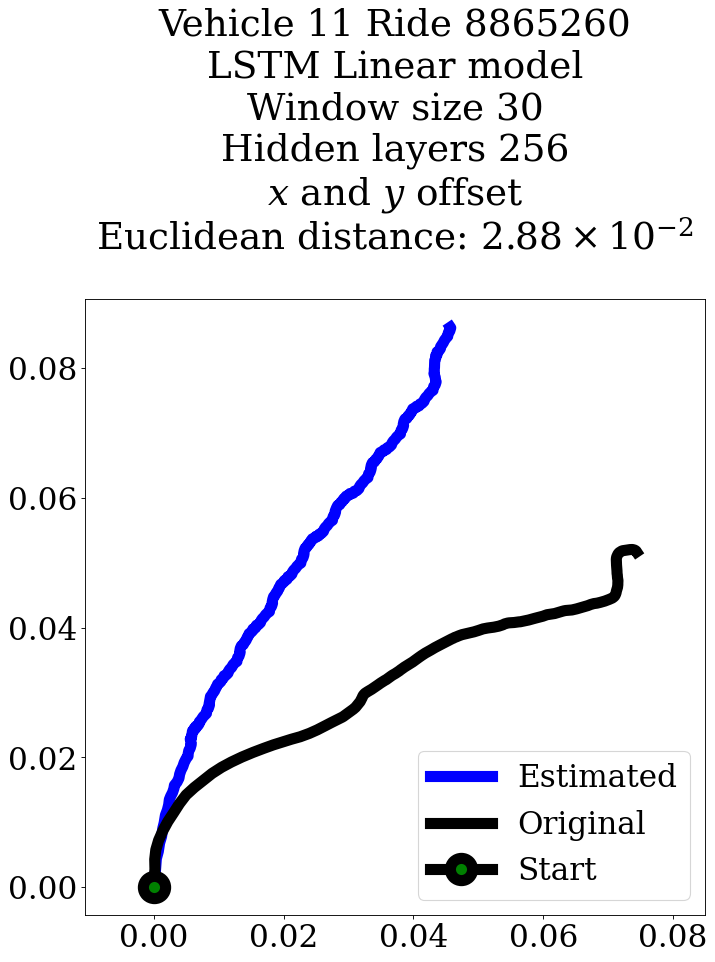 Vehicle 11 Ride 8865260
LSTM Linear model
Window size 30
Hidden layers 256
x and y offset
Euclidean distance: 2.88 × 10⁻²
0.08
0.06
0.04
0.02
0.00
Estimated
Original
Start
0.00 0.02 0.04 0.06 0.08